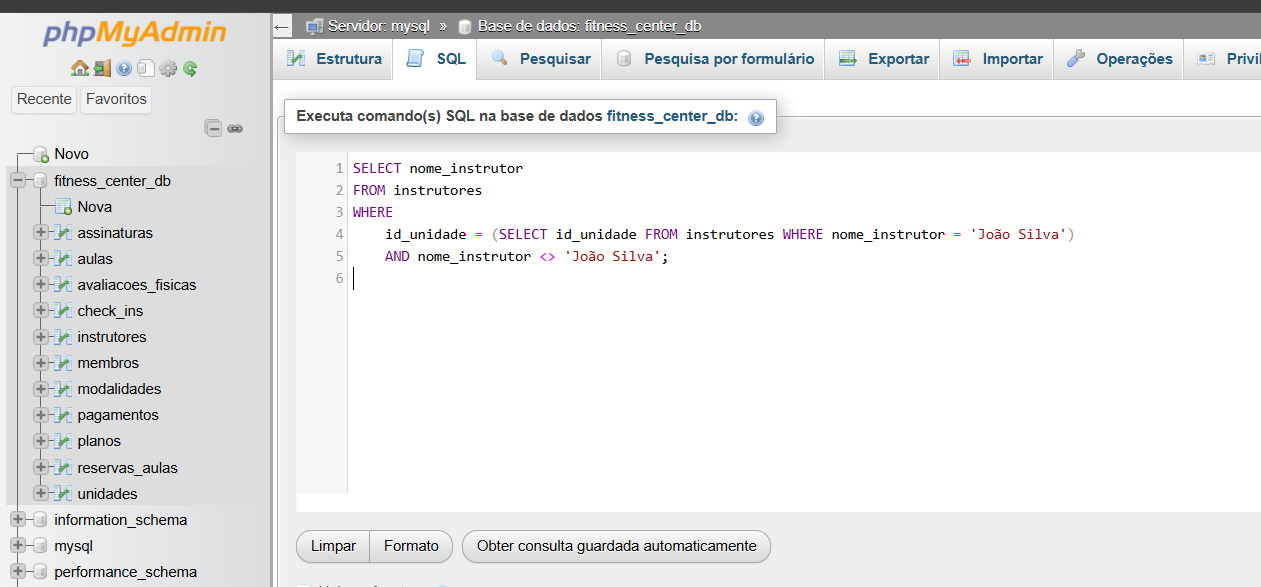 phpMyAdmin
Recente Favoritos
Novo
fitness_center_db
Nova
assinaturas
aulas
avaliacoes_fisicas
check_ins
instrutores
membros
modalidades
pagamentos
planos
reservas_aulas
unidades
information_schema
mysql
performance_schema
← Servidor: mysql » Base de dados: fitness_center_db
Estrutura SQL Pesquisar Pesquisa por formulário Exportar Importar Operações Privil
Executa comando(s) SQL na base de dados fitness_center_db:
1 SELECT nome_instrutor
2 FROM instrutores
3 WHERE
4 id_unidade = (SELECT id_unidade FROM instrutores WHERE nome_instrutor = 'João Silva')
5 AND nome_instrutor <> 'João Silva';
6
Limpar Formato Obter consulta guardada automaticamente